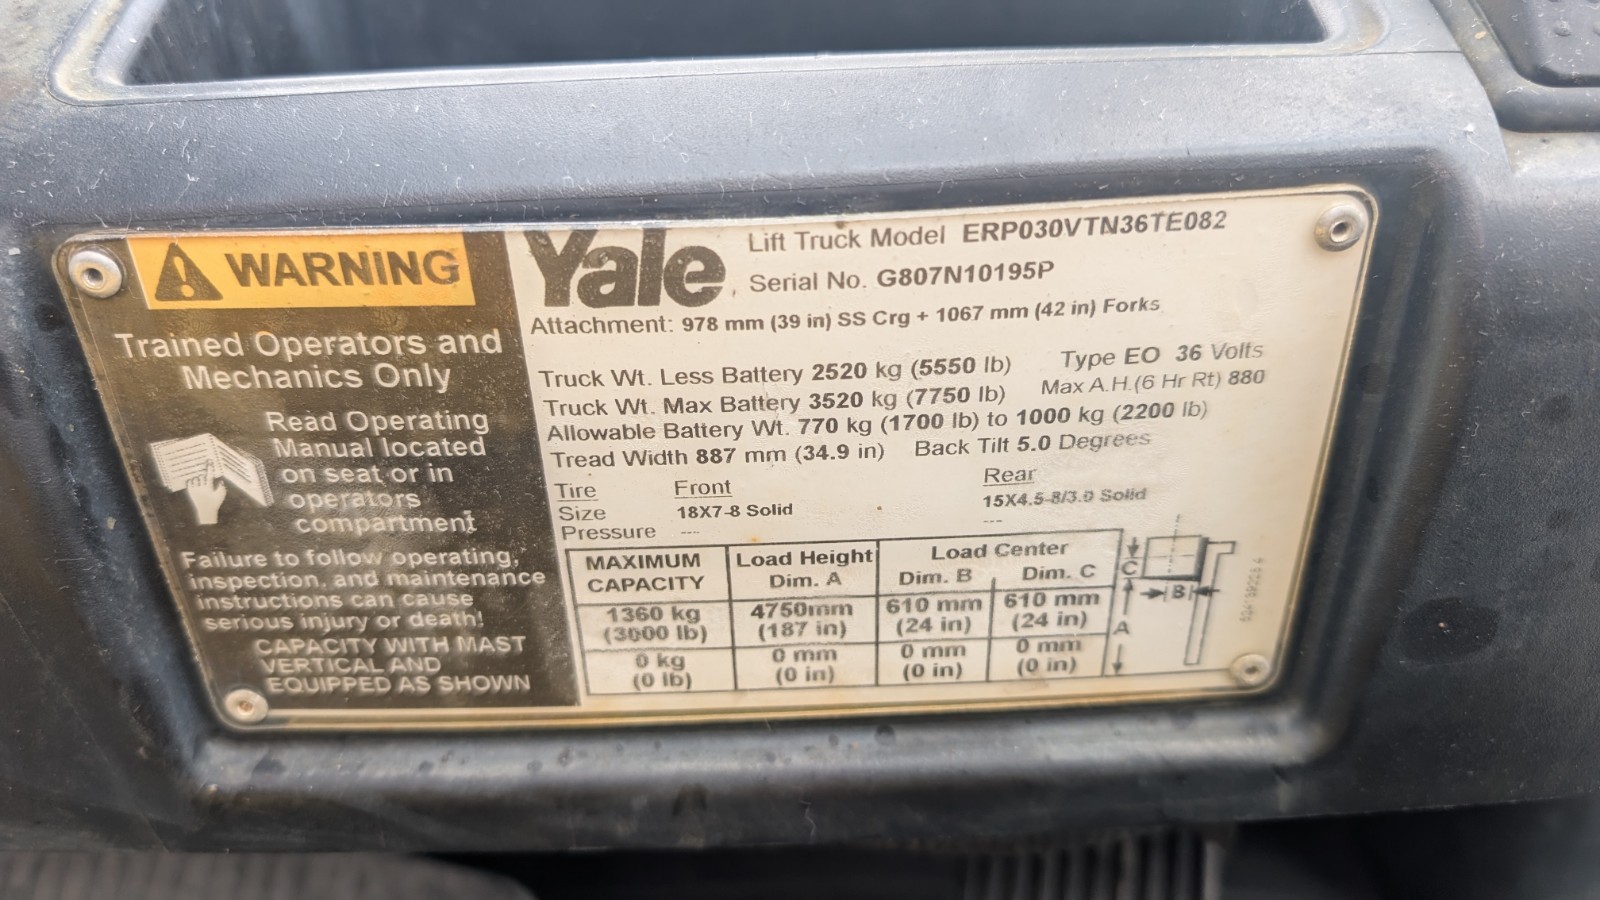 WARNING
Trained Operators and
Mechanics Only
Read Operating
Manual located
on seat or in
operators
compartment
Failure to follow operating,
inspection, and maintenance
instructions can cause
serious injury or death!
CAPACITY WITH MAST
VERTICAL AND
EQUIPPED AS SHOWN
Yale
Lift Truck Model ERP030VTN36TE082
Serial No. G807N10195P
Attachment: 978 mm (39 in) SS Crg + 1067 mm (42 in) Forks
Truck Wt. Less Battery 2520 kg (5550 lb) Type EO 36 Volts
Truck Wt. Max Battery 3520 kg (7750 lb) Max A.H.(6 Hr Rt) 880
Allowable Battery Wt. 770 kg (1700 lb) to 1000 kg (2200 lb)
Tread Width 887 mm (34.9 in) Back Tilt 5.0 Degrees
Tire Front Rear
Size 18X7-8 Solid 15X4.5-8/3.0 Solid
Pressure --- ---
MAXIMUM CAPACITY
Load Height Dim. A
Load Center
Dim. B Dim. C
1360 kg 4750mm 610 mm 610 mm
(3000 lb) (187 in) (24 in) (24 in)
0 kg 0 mm 0 mm 0 mm
(0 lb) (0 in) (0 in) (0 in)
C
B
A